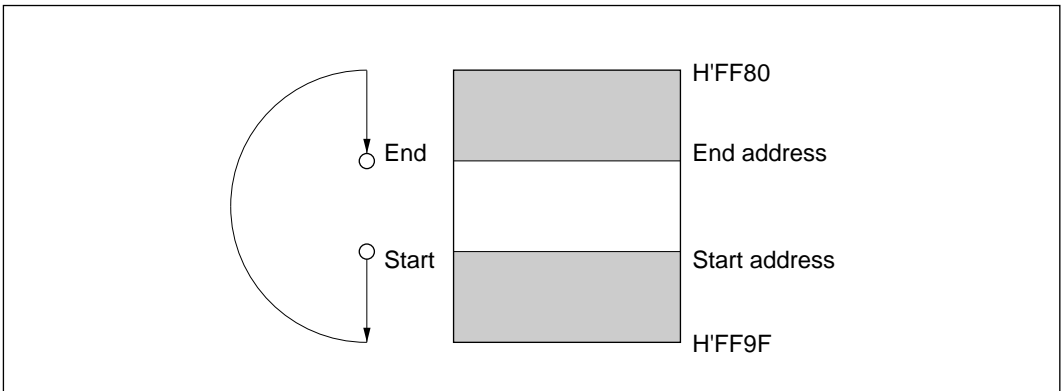 H'FF80
End
End address
Start
Start address
H'FF9F